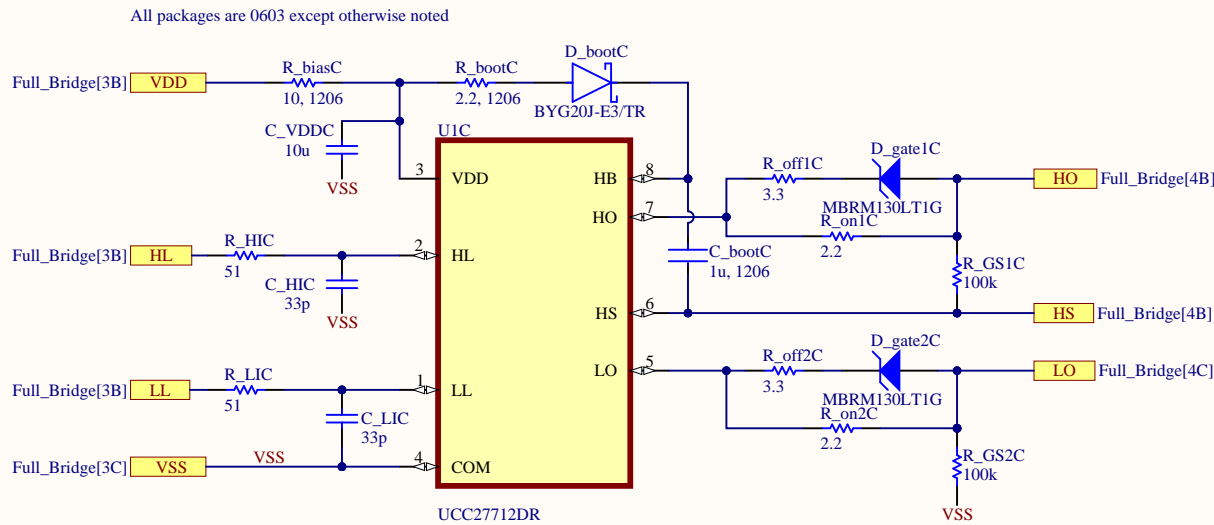 All packages are 0603 except otherwise noted
Full_Bridge[3B] VDD
R_biasC
10, 1206
R_bootC
2.2, 1206
D_bootC
BYG20J-E3/TR
C_VDDC
10u
VSS
U1C
3 VDD
HB 8
HO 7
2 HL
HS 6
LO 5
1 LL
4 COM
UCC27712DR
Full_Bridge[3B] HL
R_HIC
51
C_HIC
33p
VSS
Full_Bridge[3B] LL
R_LIC
51
C_LIC
33p
Full_Bridge[3C] VSS
VSS
C_bootC
1u, 1206
R_off1C
3.3
D_gate1C
MBRM130LT1G
R_on1C
2.2
R_GS1C
100k
HO Full_Bridge[4B]
HS Full_Bridge[4B]
R_off2C
3.3
D_gate2C
MBRM130LT1G
R_on2C
2.2
R_GS2C
100k
VSS
LO Full_Bridge[4C]